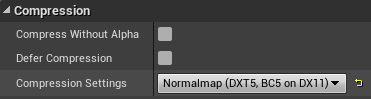 Compression
Compress Without Alpha
Defer Compression
Compression Settings Normalmap (DXT5, BC5 on DX11)